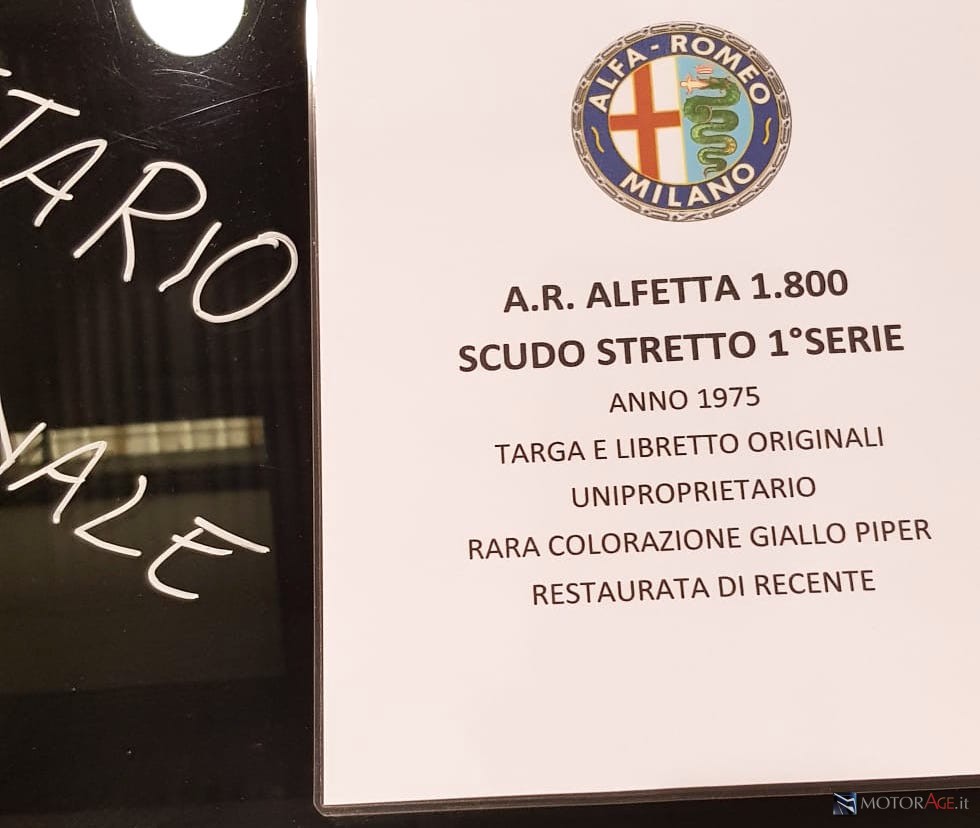 ALFA-ROMEO
MILANO
A.R. ALFETTA 1.800
SCUDO STRETTO 1°SERIE
ANNO 1975
TARGA E LIBRETTO ORIGINALI
UNIPROPRIETARIO
RARA COLORAZIONE GIALLO PIPER
RESTAURATA DI RECENTE
TARIO
ALE
MOTORAGE.it